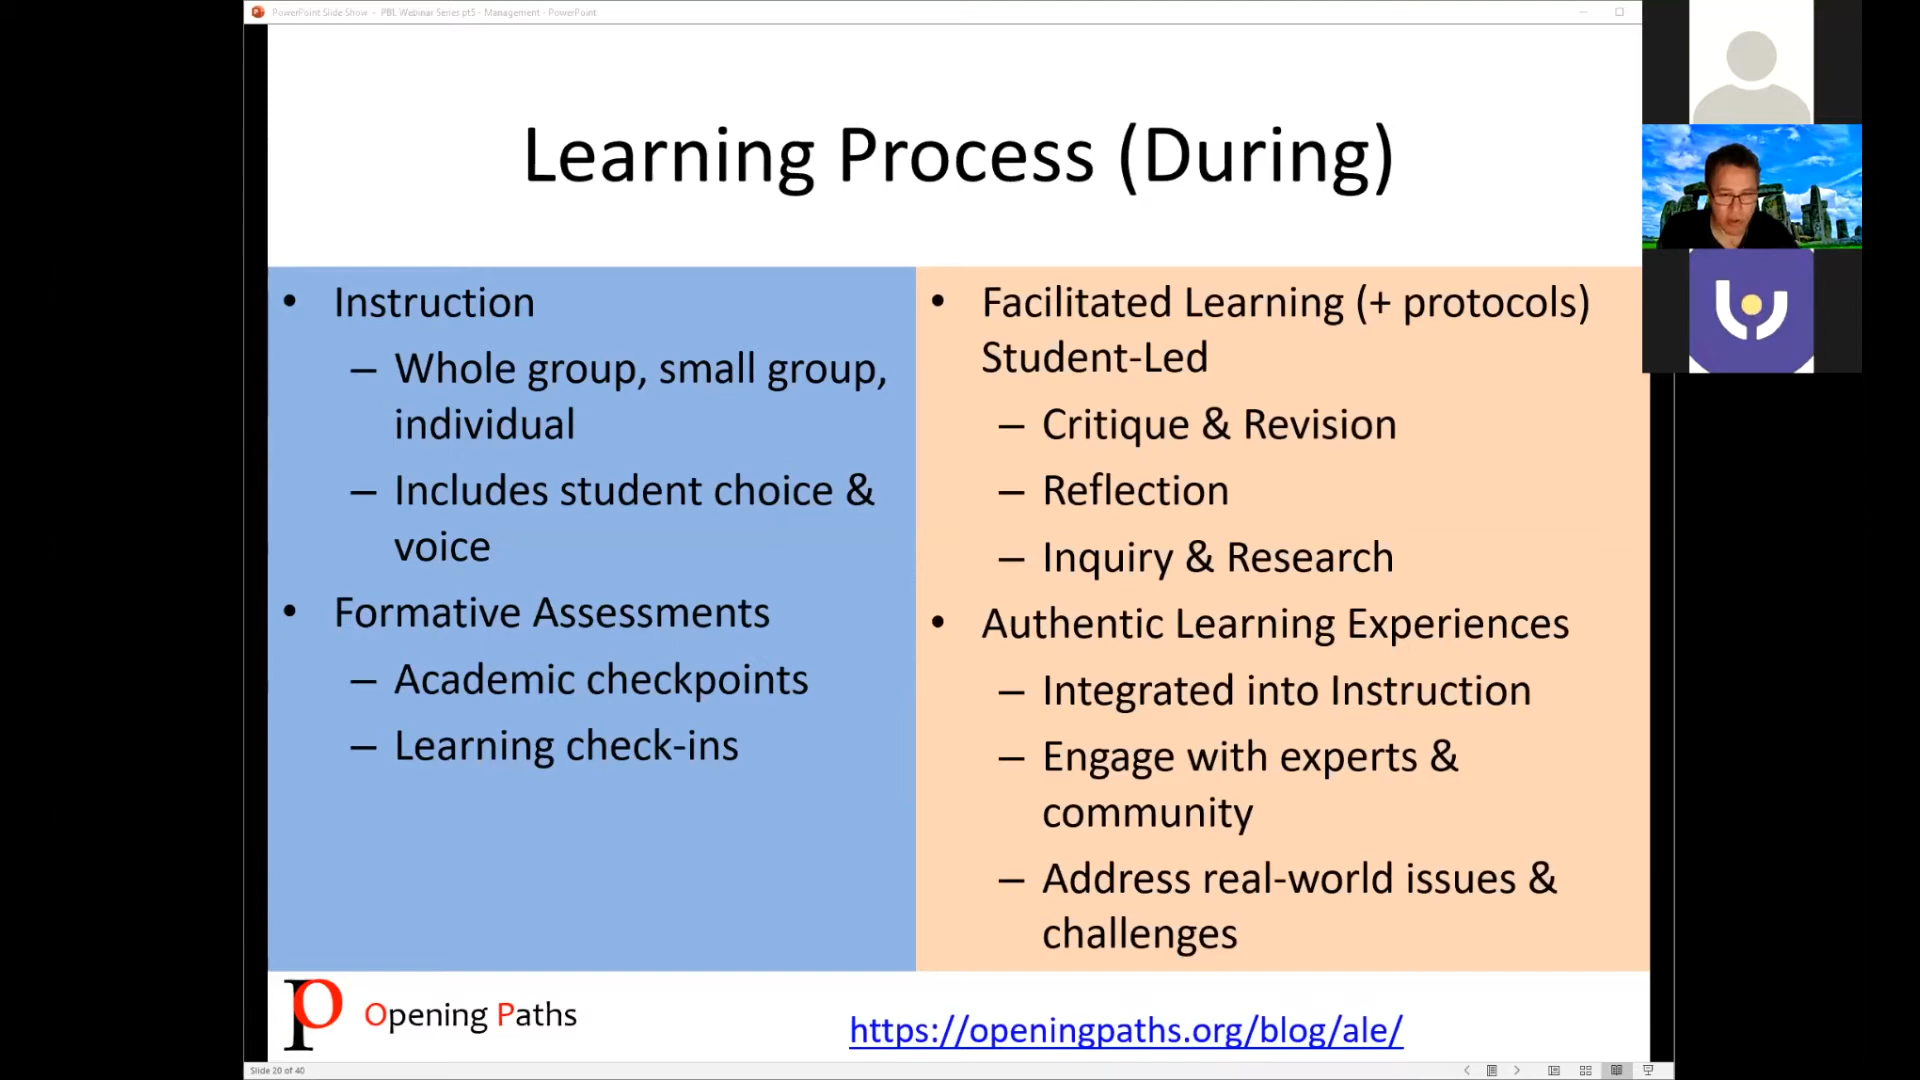 PowerPoint Slide Show - PBL Webinar Series pt5 - Management - PowerPoint
Learning Process (During)
• Instruction
– Whole group, small group,
individual
– Includes student choice &
voice
• Formative Assessments
– Academic checkpoints
– Learning check-ins
• Facilitated Learning (+ protocols)
Student-Led
– Critique & Revision
– Reflection
– Inquiry & Research
• Authentic Learning Experiences
– Integrated into Instruction
– Engage with experts &
community
– Address real-world issues &
challenges
Opening Paths
https://openingpaths.org/blog/ale/
Slide 20 of 40